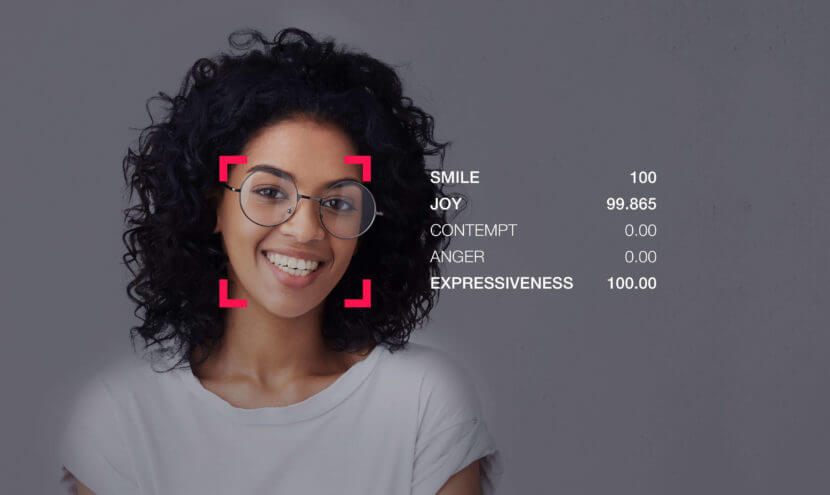 SMILE 100
JOY 99.865
CONTEMPT 0.00
ANGER 0.00
EXPRESSIVENESS 100.00